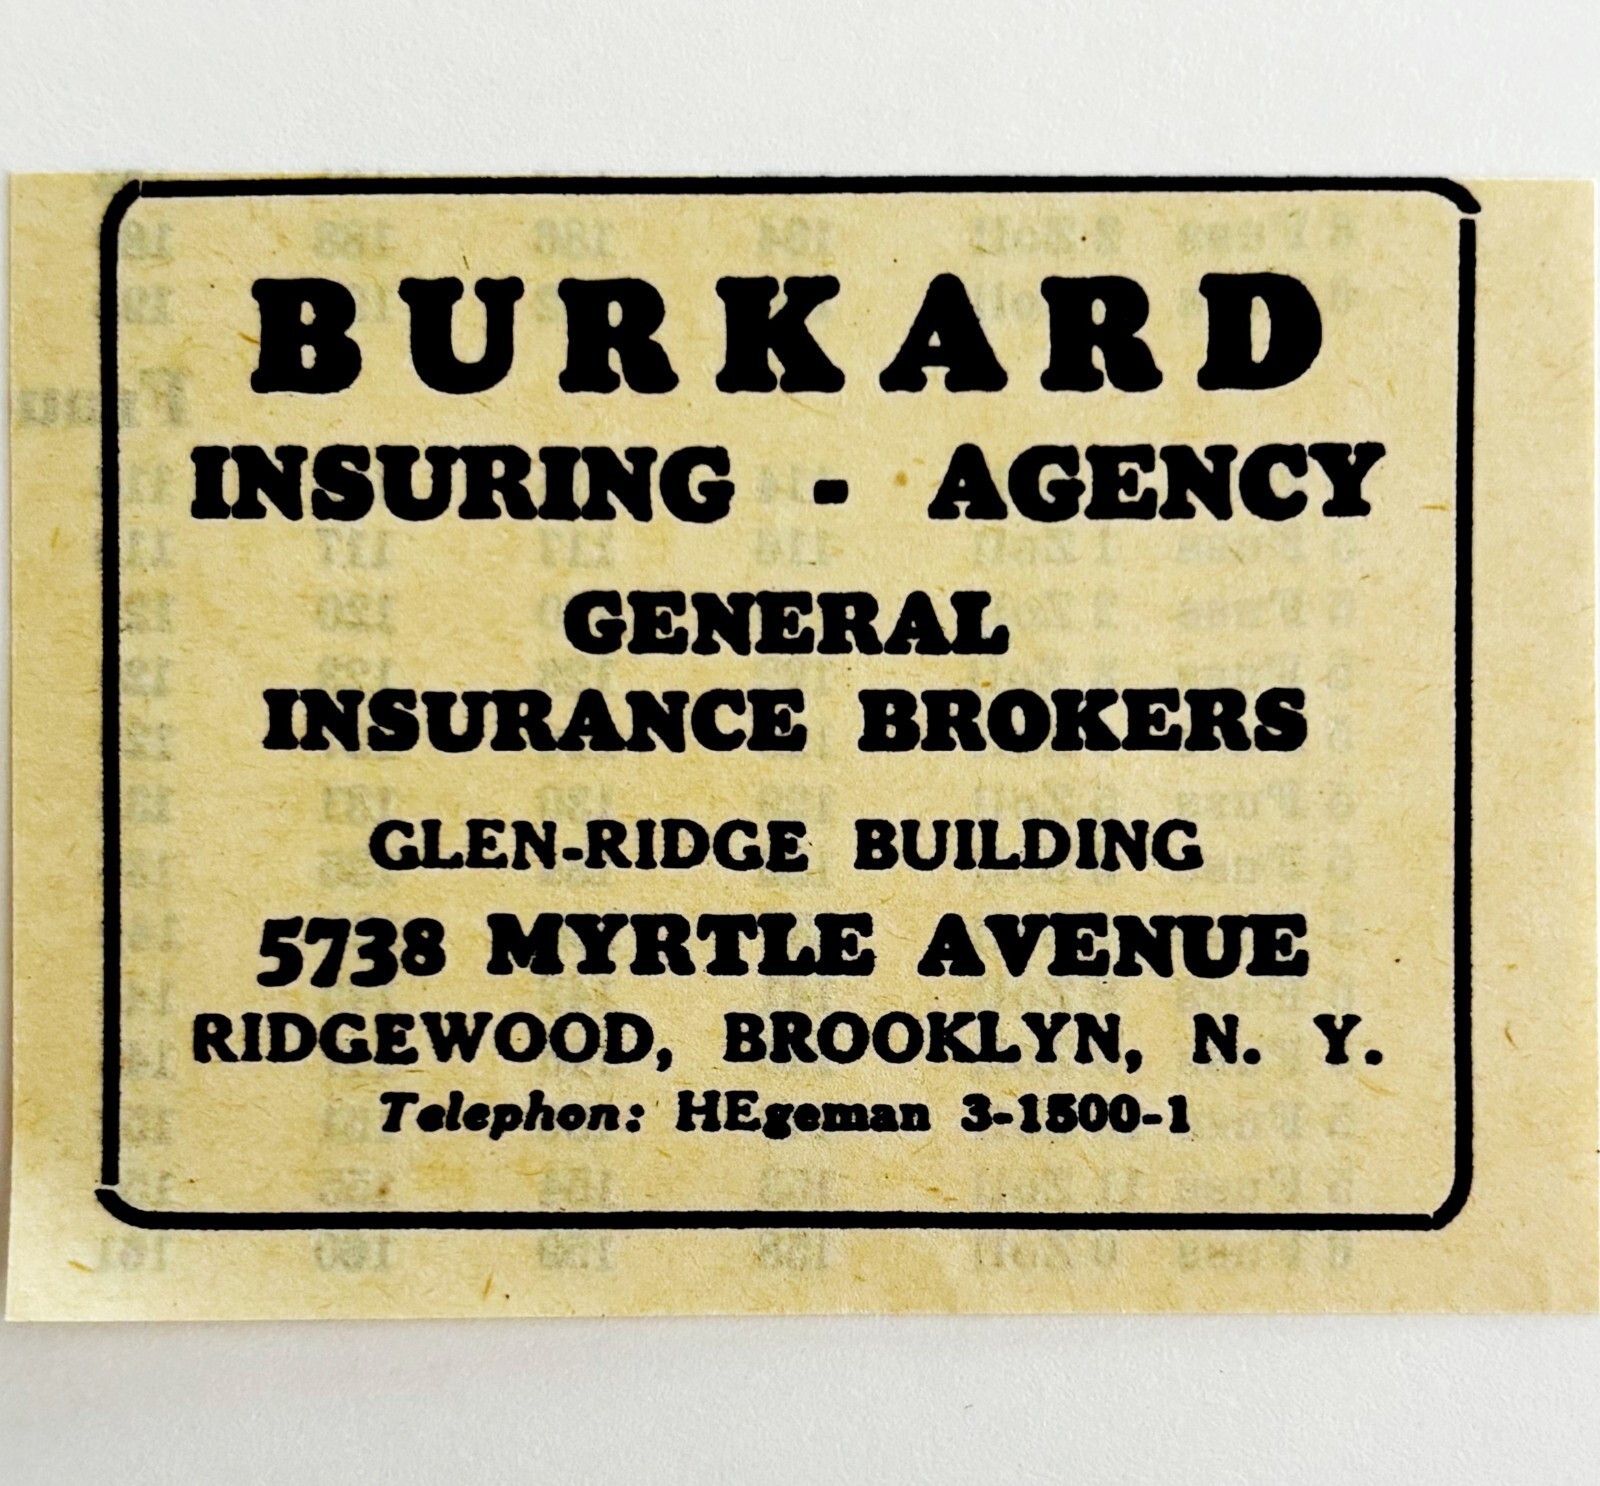 BURKARD
INSURING - AGENCY
GENERAL
INSURANCE BROKERS
GLEN-RIDGE BUILDING
5738 MYRTLE AVENUE
RIDGEWOOD, BROOKLYN, N. Y.
Telephon: HEgeman 3-1500-1